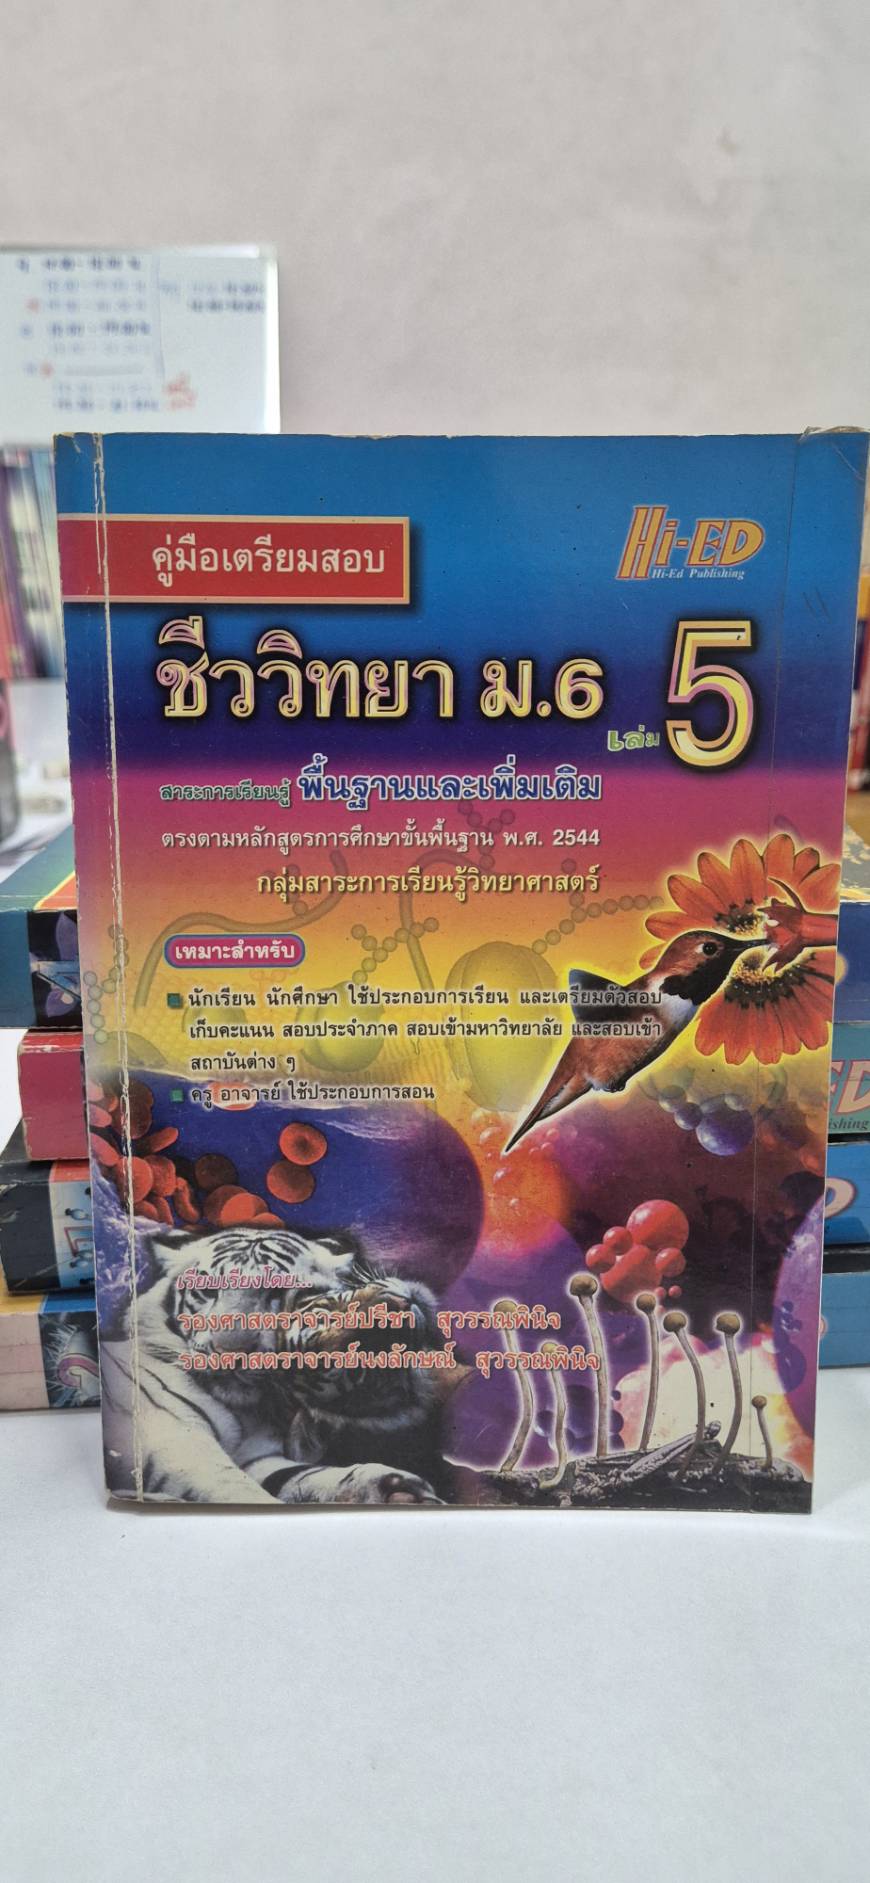 คู่มือเตรียมสอบ
Hi-ED
Hi-Ed Publishing
ชีววิทยา ม.6
เล่ม 5
สาระการเรียนรู้ พื้นฐานและเพิ่มเติม
ตรงตามหลักสูตรการศึกษาขั้นพื้นฐาน พ.ศ. 2544
กลุ่มสาระการเรียนรู้วิทยาศาสตร์
เหมาะสำหรับ
นักเรียน นักศึกษา ใช้ประกอบการเรียน และเตรียมตัวสอบ
เก็บคะแนน สอบประจำภาค สอบเข้ามหาวิทยาลัย และสอบเข้า
สถาบันต่าง ๆ
ครู อาจารย์ ใช้ประกอบการสอน
เรียบเรียงโดย...
รองศาสตราจารย์ปรีชา สุวรรณพินิจ
รองศาสตราจารย์นงลักษณ์ สุวรรณพินิจ